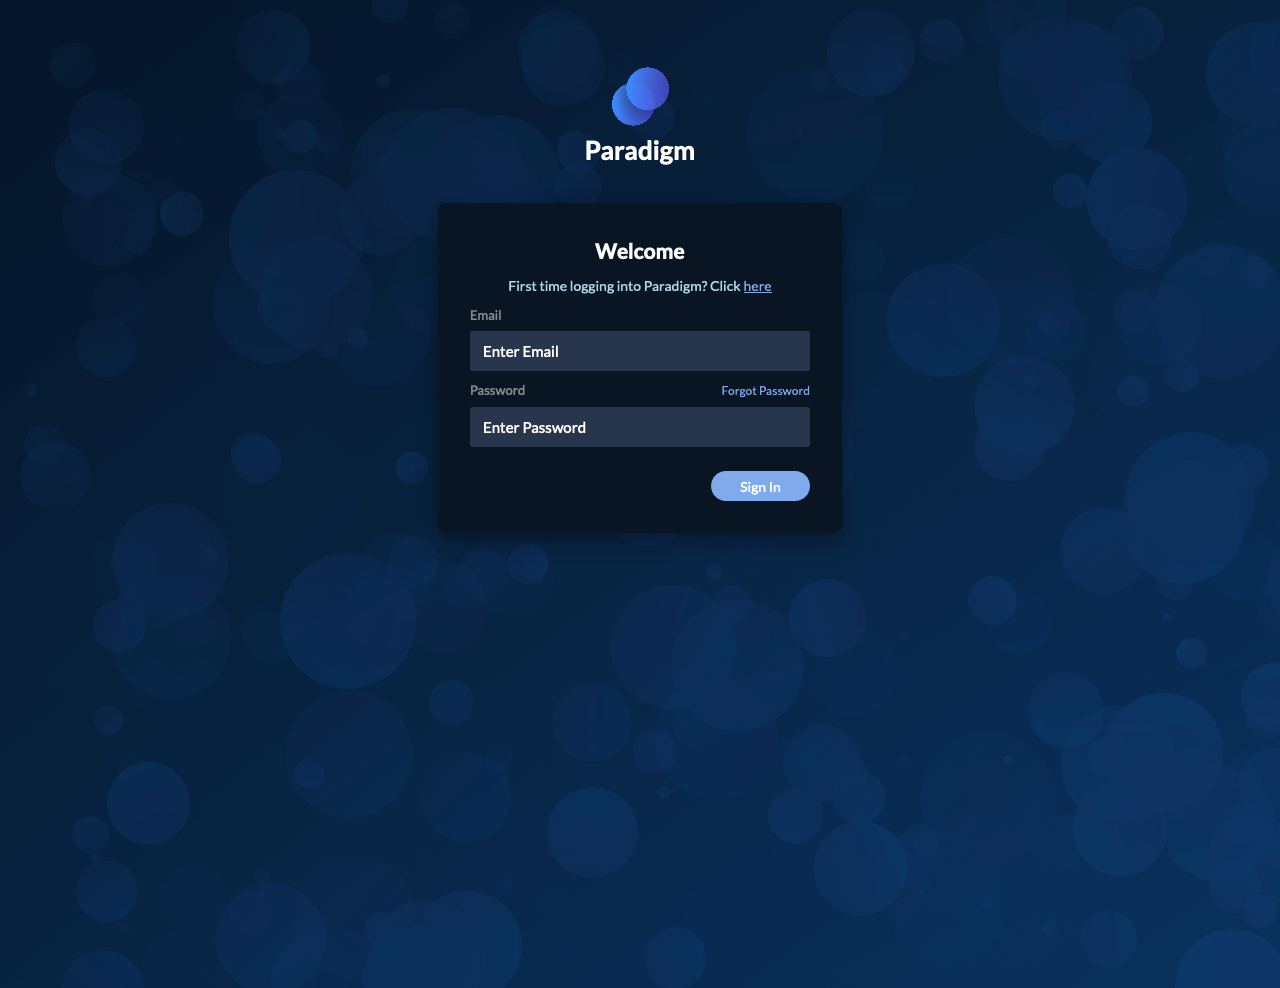 Paradigm
Welcome
First time logging into Paradigm? Click here
Email
Enter Email
Password Forgot Password
Enter Password
Sign In